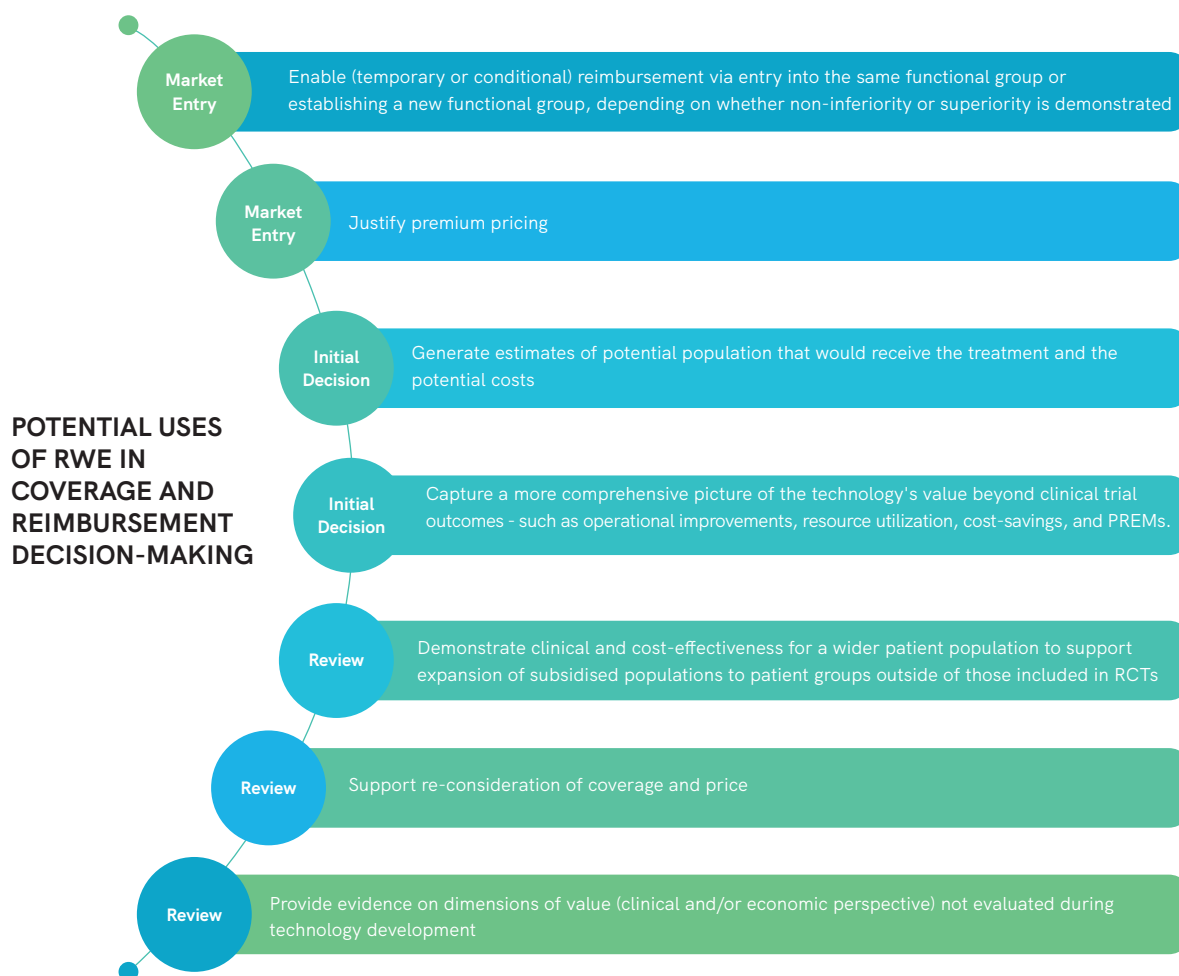 Market
Entry
Enable (temporary or conditional) reimbursement via entry into the same functional group or
establishing a new functional group, depending on whether non-inferiority or superiority is demonstrated
Market
Entry
Justify premium pricing
Initial
Decision
Generate estimates of potential population that would receive the treatment and the
potential costs
POTENTIAL USES
OF RWE IN
COVERAGE AND
REIMBURSEMENT
DECISION-MAKING
Initial
Decision
Capture a more comprehensive picture of the technology's value beyond clinical trial
outcomes - such as operational improvements, resource utilization, cost-savings, and PREMs.
Review
Demonstrate clinical and cost-effectiveness for a wider patient population to support
expansion of subsidised populations to patient groups outside of those included in RCTs
Review
Support re-consideration of coverage and price
Review
Provide evidence on dimensions of value (clinical and/or economic perspective) not evaluated during
technology development